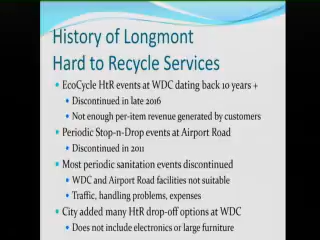 History of Longmont
Hard to Recycle Services
EcoCycle HtR events at WDC dating back 10 years +
Discontinued in late 2016
Not enough per-item revenue generated by customers
Periodic Stop-n-Drop events at Airport Road
Discontinued in 2011
Most periodic sanitation events discontinued
WDC and Airport Road facilities not suitable
Traffic, handling problems, expenses
City added many HtR drop-off options at WDC
Does not include electronics or large furniture